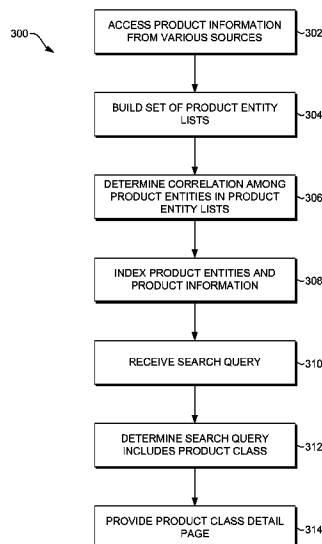 300
ACCESS PRODUCT INFORMATION
FROM VARIOUS SOURCES
302
BUILD SET OF PRODUCT ENTITY
LISTS
304
DETERMINE CORRELATION AMONG
PRODUCT ENTITIES IN PRODUCT
ENTITY LISTS
306
INDEX PRODUCT ENTITIES AND
PRODUCT INFORMATION
308
RECEIVE SEARCH QUERY
310
DETERMINE SEARCH QUERY
INCLUDES PRODUCT CLASS
312
PROVIDE PRODUCT CLASS DETAIL
PAGE
314